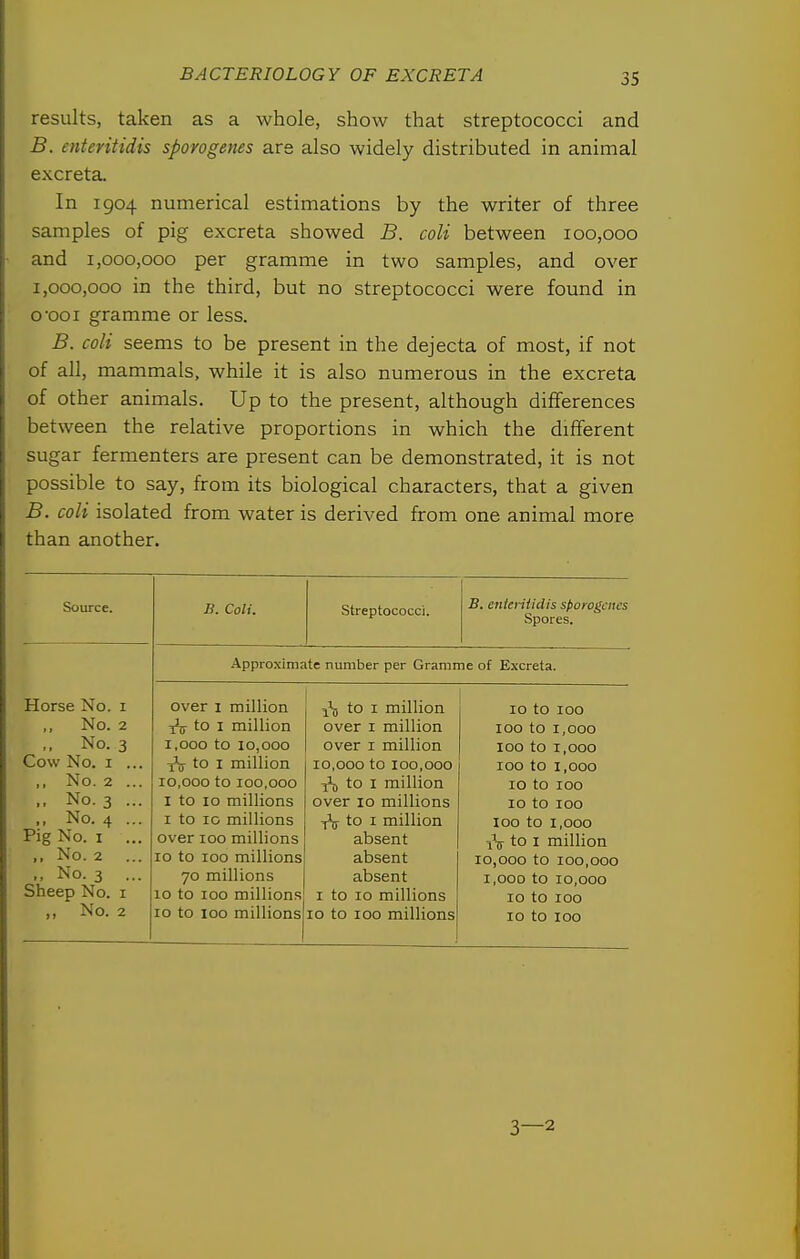 BACTERIOLOGY OF EXCRETA 35
results, taken as a whole, show that streptococci and
B. enteritidis sporogenes are also widely distributed in animal
excreta.
In 1904 numerical estimations by the writer of three
samples of pig excreta showed B. coli between 100,000
and 1,000,000 per gramme in two samples, and over
1,000,000 in the third, but no streptococci were found in
0·001 gramme or less.
B. coli seems to be present in the dejecta of most, if not
of all, mammals, while it is also numerous in the excreta
of other animals. Up to the present, although differences
between the relative proportions in which the different
sugar fermenters are present can be demonstrated, it is not
possible to say, from its biological characters, that a given
B. coli isolated from water is derived from one animal more
than another.
Source. B. Coli. Streptococci. B. enteritidis sporogenes
Spores.
Approximate number per Gramme of Excreta.
Horse No. 1 over 1 million 1/10 to 1 million 10 to 100
,, No. 2 1/10 to 1 million over 1 million 100 to 1,000
,, No. 3 1,000 to 10,000 over 1 million 100 to 1,000
Cow No. 1 ... 1/10 to 1 million 10,000 to 100,000 100 to 1,000
,, No. 2 ... 10,000 to 100,000 1/10 to 1 million 10 to 100
,, No. 3 ... 1 to 10 millions over 10 millions 10 to 100
,, No. 4 ... 1 to 10 millions 1/10 to 1 million 100 to 1,000
Pig No. 1 ... over 100 millions absent 1/10 to 1 million
,, No. 2 ... 10 to 100 millions absent 10,000 to 100,000
,, No. 3 ... 70 millions absent 1,000 to 10,000
Sheep No. 1 10 to 100 millions 1 to 10 millions 10 to 100
,, No. 2 10 to 100 millions 10 to 100 millions 10 to 100
3—2